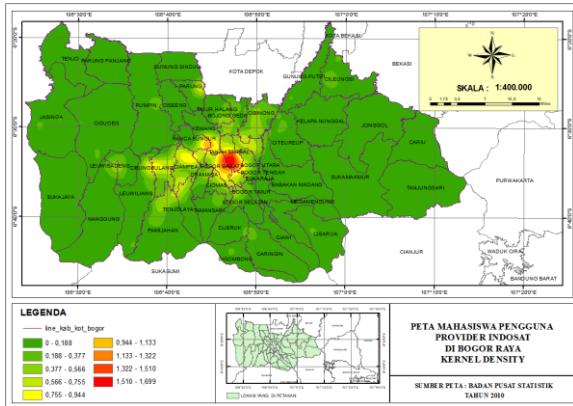 106°30'0"E 106°40'0"E 106°50'0"E 107°0'0"E 107°10'0"E 107°20'0"E
KOTA BEKASI
TENJO PARUNG PANJANG
GUNUNG SINDUR
KOTA DEPOK
BEKASI
GUNUNG PUTRI CILEUNGSI
PARUNG
RUMPIN CISEENG
JASINGA
CIGUDEG
BOJONG GEDE
CIBINONG
KELAPA NUNGGAL
JONGGOL
KEMANG
CITEUREUP
CARIU
LEUWISADENG
CIBUNGBULANG
CIAMPEA
BOGOR BARAT
BOGOR UTARA
BOGOR TENGAH
SUKARAJA
DRAMAGA
SUKAMAKMUR
TANJUNGSARI
PURWAKARTA
SUKAJAYA
LEUWILIANG
CIOMAS
BOGOR TIMUR
BABAKAN MADANG
NANGGUNG
TENJOLAYA
TAMANSARI
BOGOR SELATAN
MEGAMENDUNG
PAMIJAHAN
CIJERUK
CIAWI
CISARUA
CIGOMBONG
CARINGIN
CIANJUR
SUKABUMI
WADUK CIRATA
BANDUNG BARAT
SKALA : 1:400.000
LEGENDA
line_kab_kot_bogor
0 - 0,188
0,188 - 0,377
0,377 - 0,566
0,566 - 0,755
0,755 - 0,944
0,944 - 1,133
1,133 - 1,322
1,322 - 1,510
1,510 - 1,699
LOKASI YANG DI PETAKAN
PETA MAHASISWA PENGGUNA
PROVIDER INDOSAT
DI BOGOR RAYA
KERNEL DENSITY
SUMBER PETA : BADAN PUSAT STATISTIK
TAHUN 2010